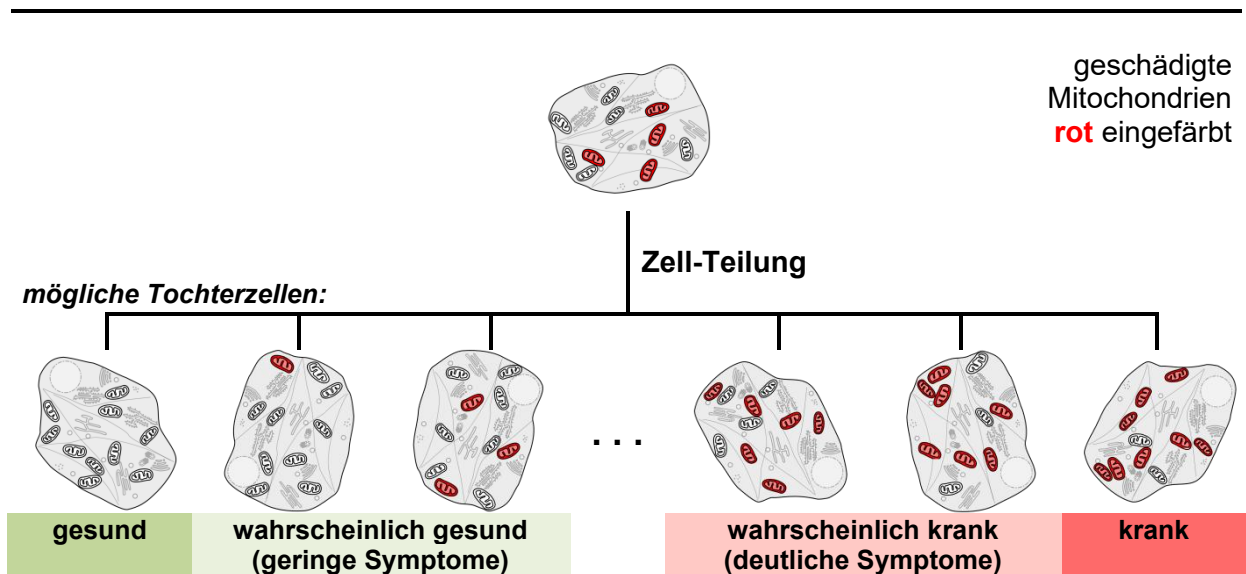 geschädigte
Mitochondrien
rot eingefärbt
Zell-Teilung
mögliche Tochterzellen:
. . .
gesund
wahrscheinlich gesund
(geringe Symptome)
wahrscheinlich krank
(deutliche Symptome)
krank